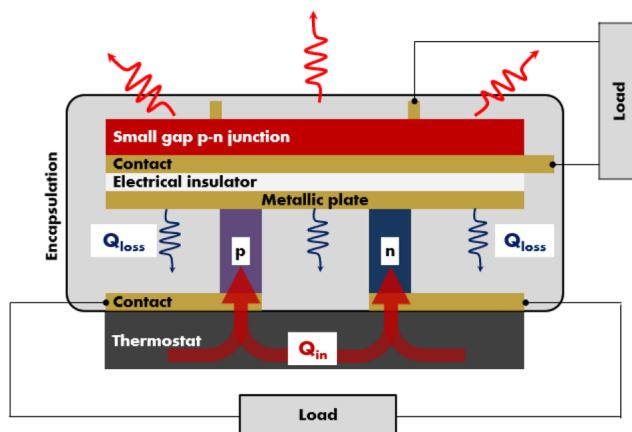 Load
Encapsulation
Small gap p-n junction
Contact
Electrical insulator
Metallic plate
Qloss
p
n
Qloss
Contact
Thermostat
Qin
Load